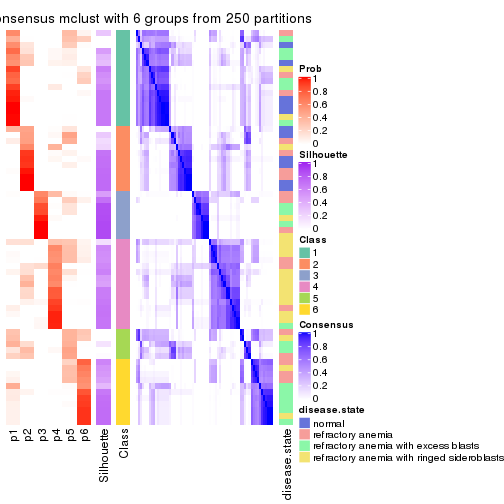 onsensus mclust with 6 groups from 250 partitions
Prob
1
0.8
0.6
0.4
0.2
0
Silhouette
1
0.8
0.6
0.4
0.2
0
Class
1
2
3
4
5
6
Consensus
1
0.8
0.6
0.4
0.2
0
disease.state
normal
refractory anemia
refractory anemia with excess blasts
refractory anemia with ringed sideroblasts
p1
p2
p3
p4
p5
p6
Silhouette
Class
disease.state